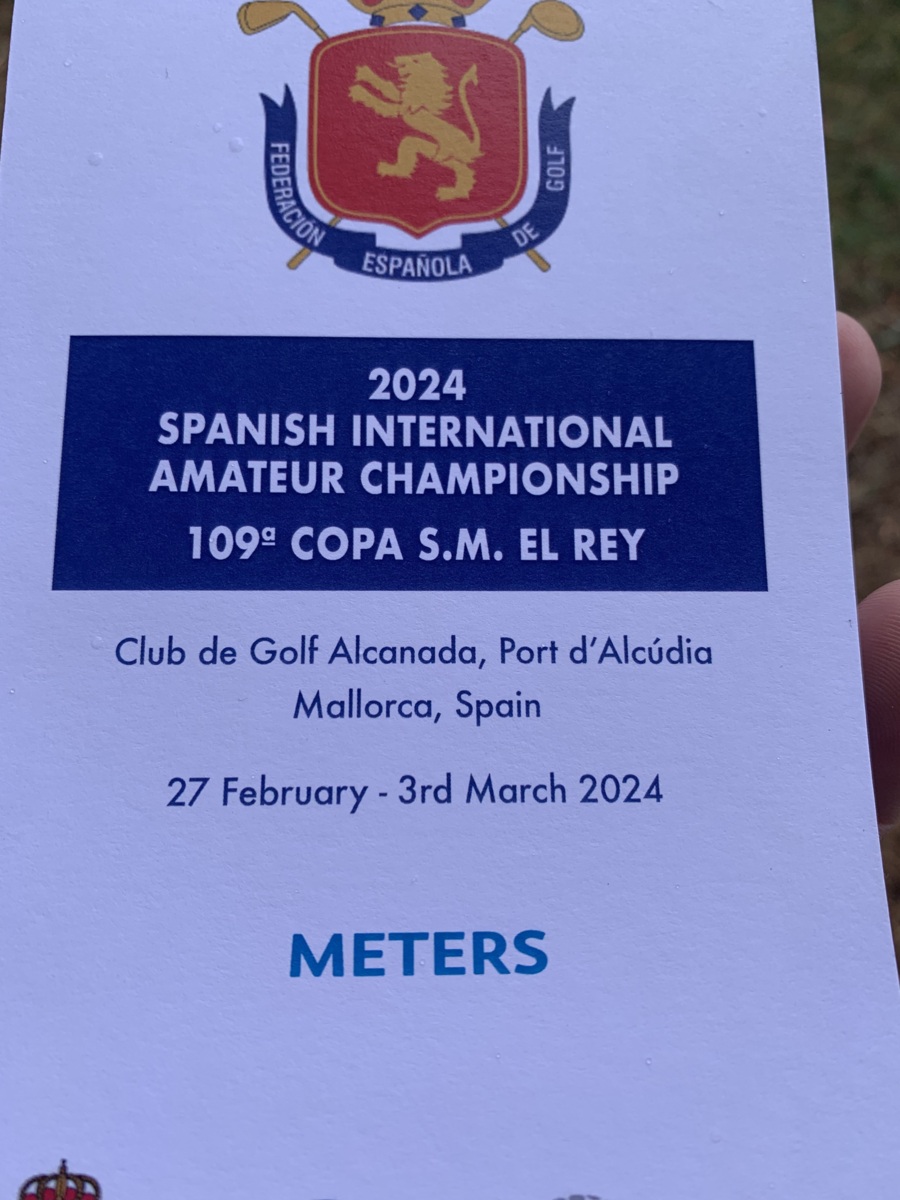 FEDERACIÓN ESPAÑOLA DE GOLF
2024
SPANISH INTERNATIONAL
AMATEUR CHAMPIONSHIP
109ª COPA S.M. EL REY
Club de Golf Alcanada, Port d'Alcúdia
Mallorca, Spain
27 February - 3rd March 2024
METERS